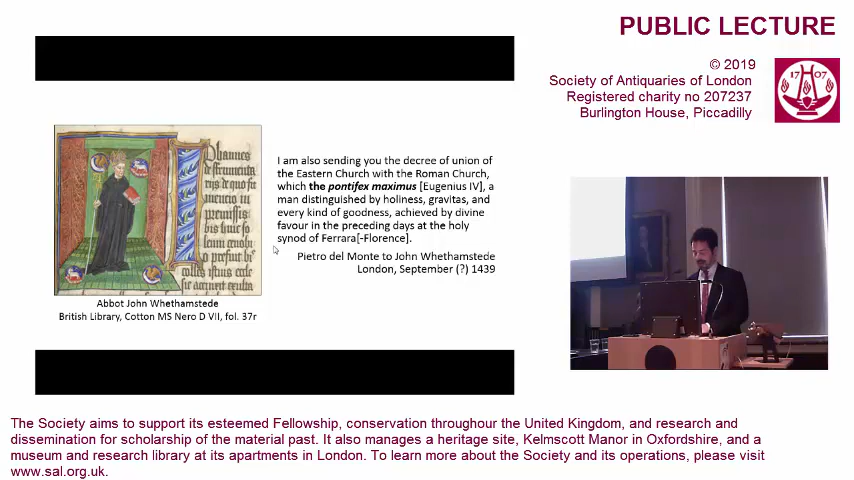 PUBLIC LECTURE
© 2019
Society of Antiquaries of London
Registered charity no 207237
Burlington House, Piccadilly
17 07
I am also sending you the decree of union of
the Eastern Church with the Roman Church,
which the pontifex maximus [Eugenius IV], a
man distinguished by holiness, gravitas, and
every kind of goodness, achieved by divine
favour in the preceding days at the holy
synod of Ferrara[-Florence].
Pietro del Monte to John Whethamstede
London, September (?) 1439
Abbot John Whethamstede
British Library, Cotton MS Nero D VII, fol. 37r
The Society aims to support its esteemed Fellowship, conservation throughour the United Kingdom, and research and
dissemination for scholarship of the material past. It also manages a heritage site, Kelmscott Manor in Oxfordshire, and a
museum and research library at its apartments in London. To learn more about the Society and its operations, please visit
www.sal.org.uk.